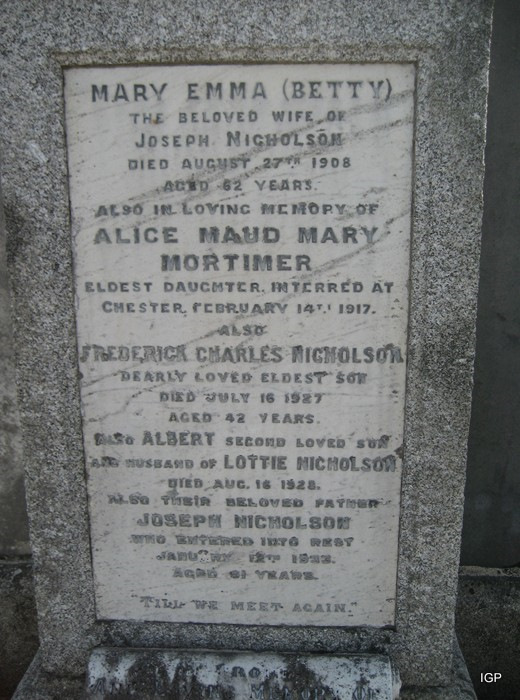 MARY EMMA (BETTY)
THE BELOVED WIFE OF
JOSEPH NICHOLSON
DIED AUGUST 27TH 1908
AGED 62 YEARS.
ALSO IN LOVING MEMORY OF
ALICE MAUD MARY
MORTIMER
ELDEST DAUGHTER, INTERRED AT
CHESTER, FEBRUARY 14TH 1917.
ALSO
FREDERICK CHARLES NICHOLSON
DEARLY LOVED ELDEST SON
DIED JULY 16 1927
AGED 42 YEARS.
ALSO ALBERT SECOND LOVED SON
AND HUSBAND OF LOTTIE NICHOLSON
DIED AUG. 16 1928.
ALSO THEIR BELOVED FATHER
JOSEPH NICHOLSON
WHO ENTERED INTO REST
JANUARY 12TH
AGED YEARS.
"TILL WE MEET AGAIN."
IGP